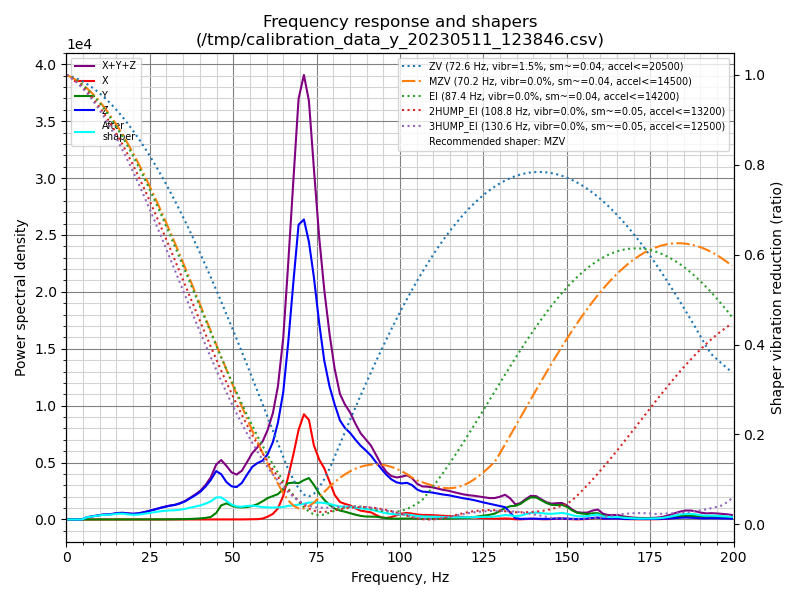 Frequency response and shapers
(/tmp/calibration_data_y_20230511_123846.csv)
1e4
X+Y+Z
X
Y
Z
After
shaper
ZV (72.6 Hz, vibr=1.5%, sm~=0.04, accel<=20500)
MZV (70.2 Hz, vibr=0.0%, sm~=0.04, accel<=14500)
EI (87.4 Hz, vibr=0.0%, sm~=0.04, accel<=14200)
2HUMP_EI (108.8 Hz, vibr=0.0%, sm~=0.05, accel<=13200)
3HUMP_EI (130.6 Hz, vibr=0.0%, sm~=0.05, accel<=12500)
Recommended shaper: MZV
Power spectral density
4.0
3.5
3.0
2.5
2.0
1.5
1.0
0.5
0.0
0 25 50 75 100 125 150 175 200
Frequency, Hz
1.0
0.8
0.6
0.4
0.2
0.0
Shaper vibration reduction (ratio)